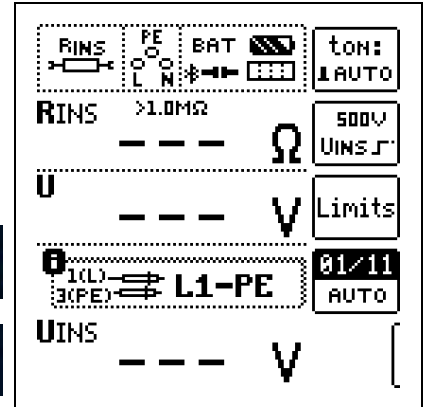 RINS PE BAT tON:
L N AUTO
RINS >1.0MΩ 500V
--- Ω UINS
U
--- V Limits
1(L) L1-PE 01/11
3(PE) AUTO
UINS
--- V